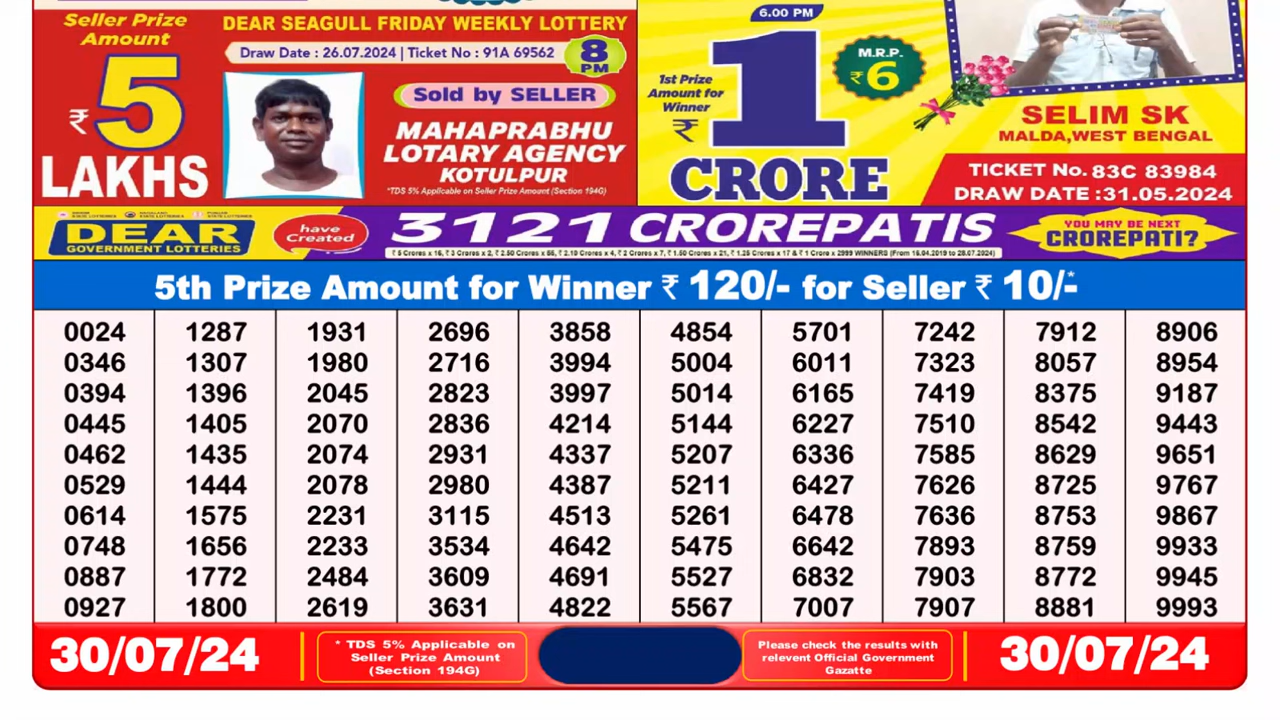 Seller Prize
Amount
₹ 5
LAKHS
DEAR SEAGULL FRIDAY WEEKLY LOTTERY
Draw Date : 26.07.2024 | Ticket No : 91A 69562
8
PM
Sold by SELLER
MAHAPRABHU
LOTARY AGENCY
KOTULPUR
*TDS 5% Applicable on Seller Prize Amount (Section 194G)
6.00 PM
1st Prize
Amount for
Winner
₹
1
CRORE
M.R.P.
₹6
SELIM SK
MALDA,WEST BENGAL
TICKET No. 83C 83984
DRAW DATE :31.05.2024
DEAR
GOVERNMENT LOTTERIES
have
Created
3121 CROREPATIS
YOU MAY BE NEXT
CROREPATI?
5th Prize Amount for Winner ₹ 120/- for Seller ₹ 10/-*
0024 1287 1931 2696 3858 4854 5701 7242 7912 8906
0346 1307 1980 2716 3994 5004 6011 7323 8057 8954
0394 1396 2045 2823 3997 5014 6165 7419 8375 9187
0445 1405 2070 2836 4214 5144 6227 7510 8542 9443
0462 1435 2074 2931 4337 5207 6336 7585 8629 9651
0529 1444 2078 2980 4387 5211 6427 7626 8725 9767
0614 1575 2231 3115 4513 5261 6478 7636 8753 9867
0748 1656 2233 3534 4642 5475 6642 7893 8759 9933
0887 1772 2484 3609 4691 5527 6832 7903 8772 9945
0927 1800 2619 3631 4822 5567 7007 7907 8881 9993
30/07/24
* TDS 5% Applicable on
Seller Prize Amount
(Section 194G)
Please check the results with
relevent Official Government
Gazatte
30/07/24